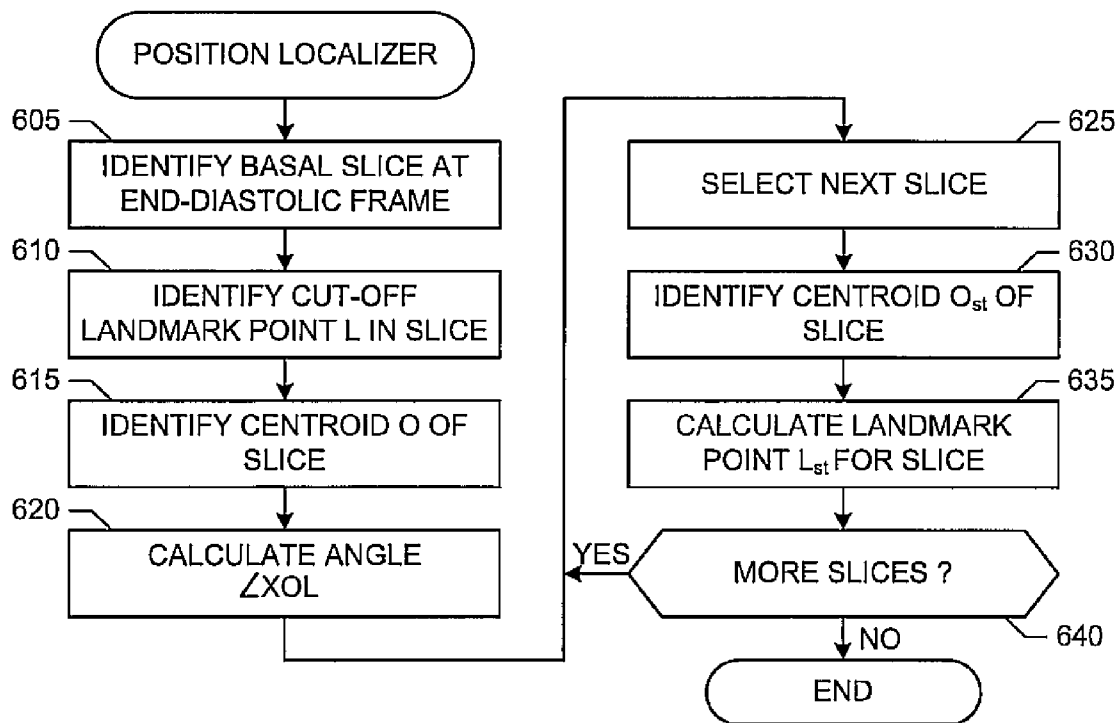 POSITION LOCALIZER
605
IDENTIFY BASAL SLICE AT
END-DIASTOLIC FRAME
610
IDENTIFY CUT-OFF
LANDMARK POINT L IN SLICE
615
IDENTIFY CENTROID O OF
SLICE
620
CALCULATE ANGLE
∠XOL
625
SELECT NEXT SLICE
630
IDENTIFY CENTROID Ost OF
SLICE
635
CALCULATE LANDMARK
POINT Lst FOR SLICE
YES
MORE SLICES ?
640
NO
END